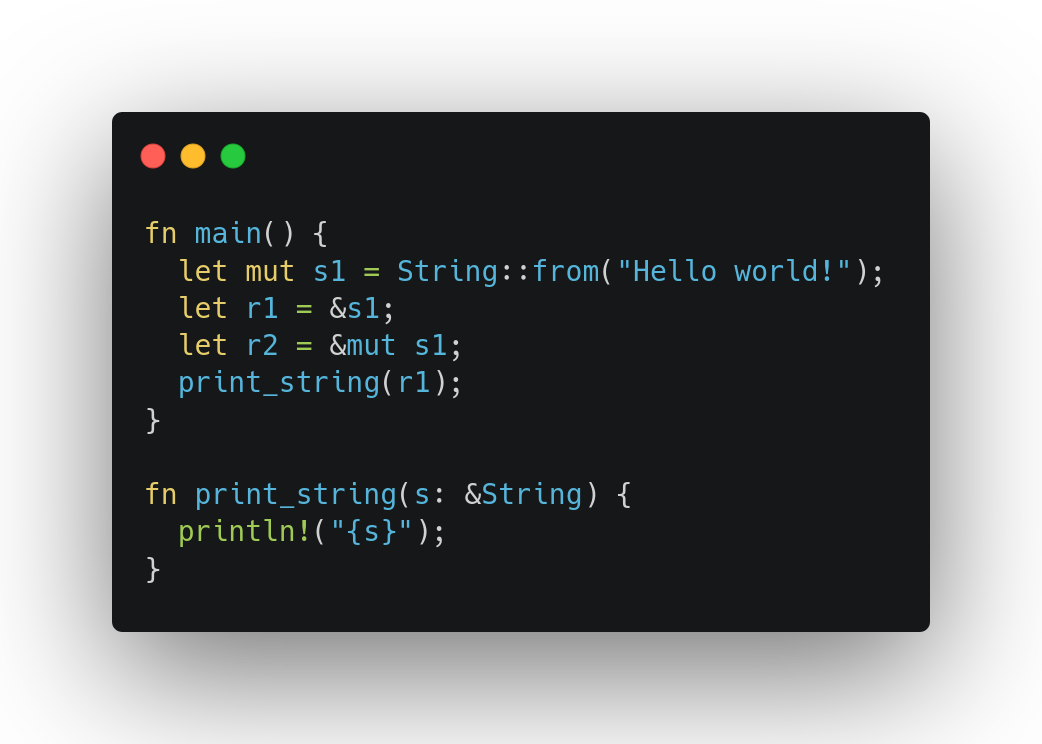 fn main() {
  let mut s1 = String::from("Hello world!");
  let r1 = &s1;
  let r2 = &mut s1;
  print_string(r1);
}

fn print_string(s: &String) {
  println!("{s}");
}